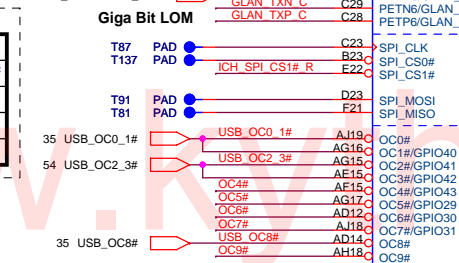 GLAN_TXN_C C29 PETN6/GLAN_
Giga Bit LOM GLAN_TXP_C C28 PETP6/GLAN_
T87 PAD C23 SPI_CLK
T137 PAD B23 SPI_CS0#
ICH_SPI_CS1#_R E22 SPI_CS1#
T91 PAD D23 SPI_MOSI
T81 PAD F21 SPI_MISO
35 USB_OC0_1# USB_OC0_1# AJ19 OC0#
AG16 OC1#/GPIO40
54 USB_OC2_3# USB_OC2_3# AG15 OC2#/GPIO41
AE15 OC3#/GPIO42
OC4# AF15 OC4#/GPIO43
OC5# AG17 OC5#/GPIO29
OC6# AD12 OC6#/GPIO30
OC7# AJ18 OC7#/GPIO31
35 USB_OC8# USB_OC8# AD14 OC8#
OC9# AH18 OC9#